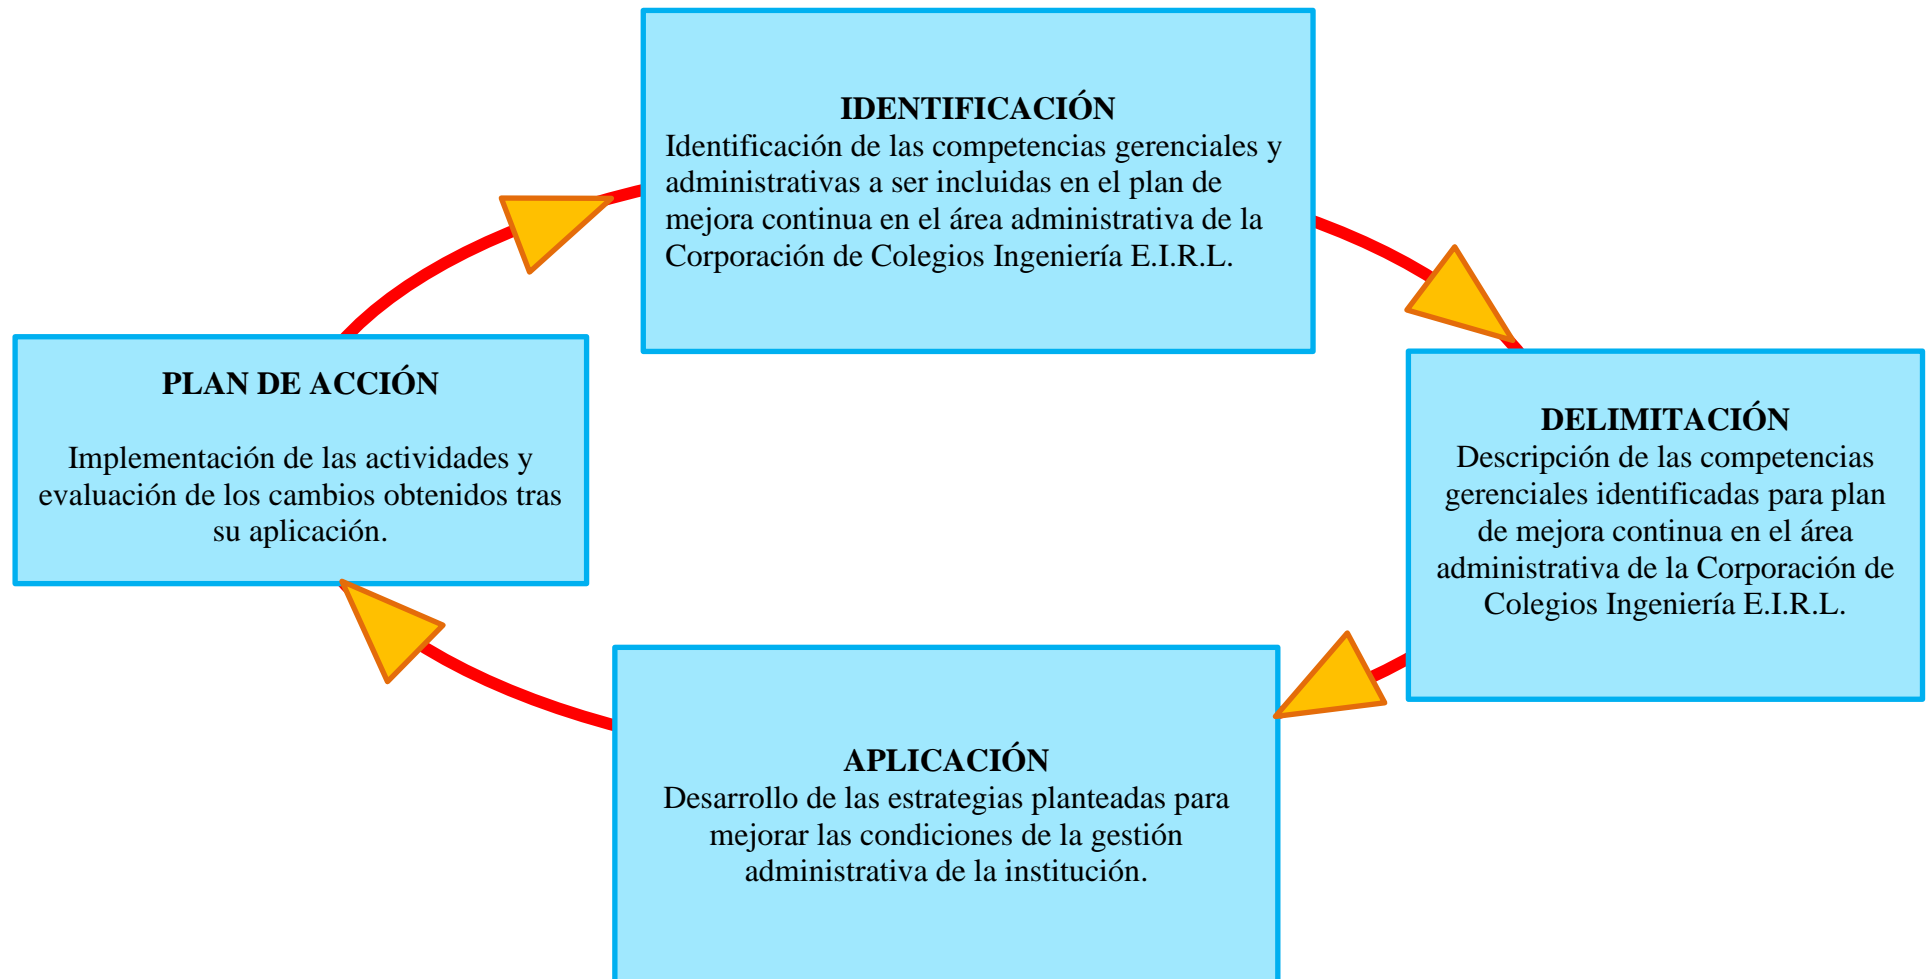 IDENTIFICACIÓN
Identificación de las competencias gerenciales y
administrativas a ser incluidas en el plan de
mejora continua en el área administrativa de la
Corporación de Colegios Ingeniería E.I.R.L.
PLAN DE ACCIÓN
Implementación de las actividades y
evaluación de los cambios obtenidos tras
su aplicación.
DELIMITACIÓN
Descripción de las competencias
gerenciales identificadas para plan
de mejora continua en el área
administrativa de la Corporación de
Colegios Ingeniería E.I.R.L.
APLICACIÓN
Desarrollo de las estrategias planteadas para
mejorar las condiciones de la gestión
administrativa de la institución.